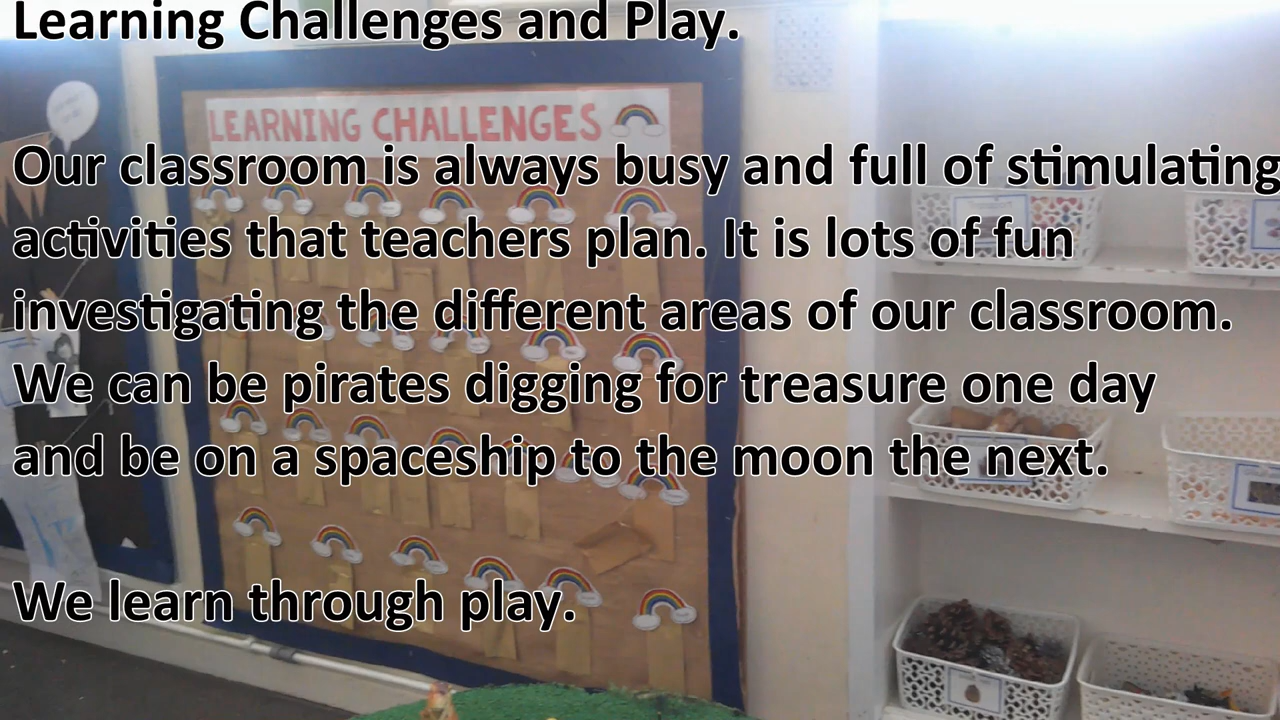 Learning Challenges and Play.
LEARNING CHALLENGES
Our classroom is always busy and full of stimulating
activities that teachers plan. It is lots of fun
investigating the different areas of our classroom.
We can be pirates digging for treasure one day
and be on a spaceship to the moon the next.
We learn through play.